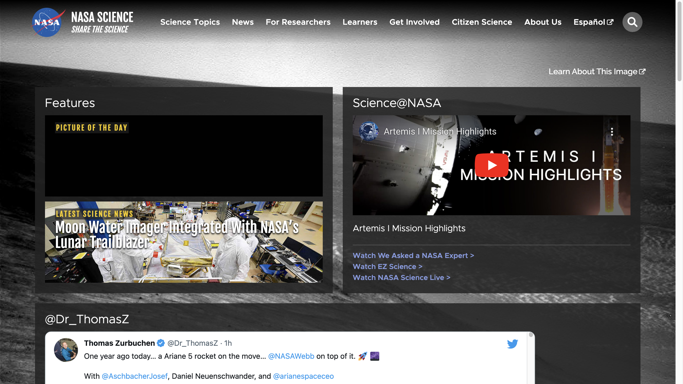 NASA
NASA SCIENCE
SHARE THE SCIENCE
Science Topics News For Researchers Learners Get Involved Citizen Science About Us Español
Learn About This Image
Features
PICTURE OF THE DAY
LATEST SCIENCE NEWS
Moon Water Imager Integrated With NASA's
Lunar Trailblazer
Science@NASA
Artemis I Mission Highlights
ARTEMIS I
MISSION HIGHLIGHTS
Artemis I Mission Highlights
Watch We Asked a NASA Expert >
Watch EZ Science >
Watch NASA Science Live >
@Dr_ThomasZ
Thomas Zurbuchen @Dr_ThomasZ · 1h
One year ago today... a Ariane 5 rocket on the move... @NASAWebb on top of it. 🚀 🌌
With @AschbacherJosef, Daniel Neuenschwander, and @arianespaceceo